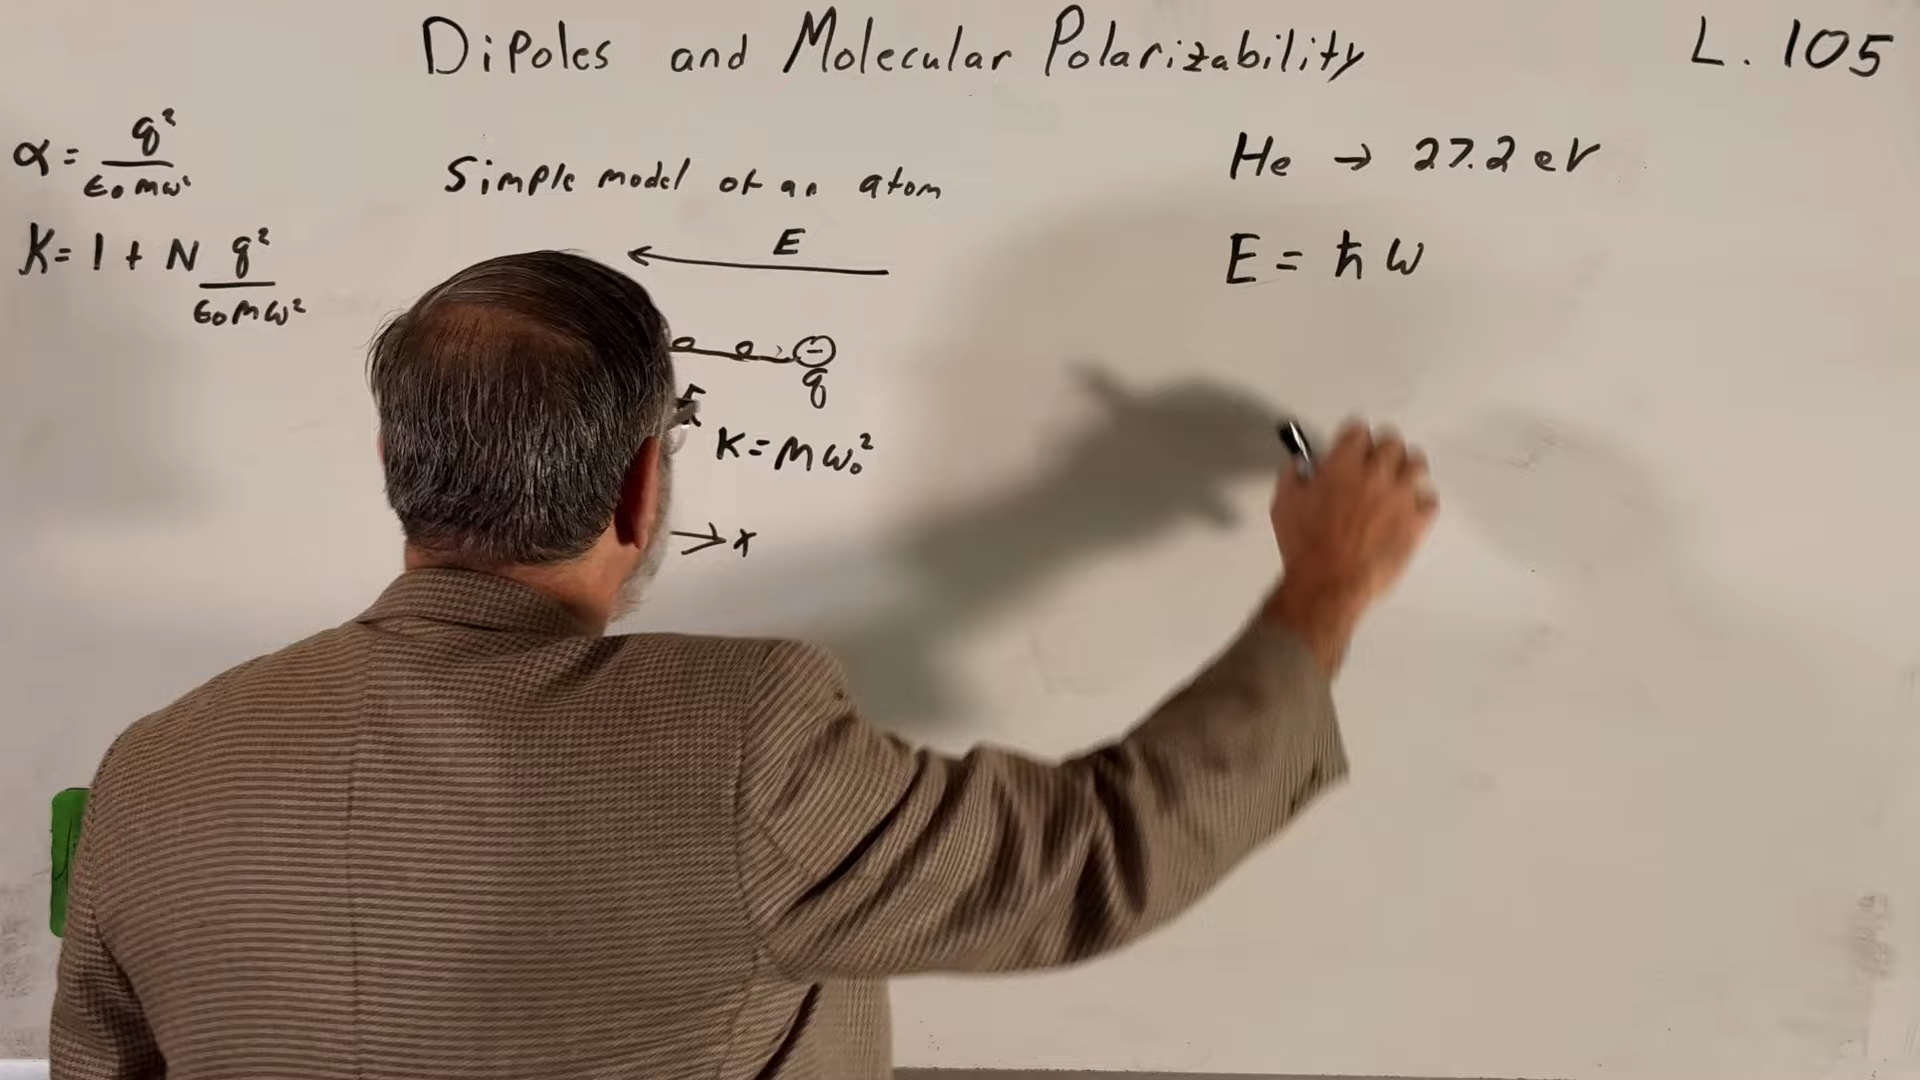 Dipoles and Molecular Polarizability
L. 105
α = q² / ε₀mω²
K = 1 + N q² / ε₀mω²
Simple model of an atom
E
−
q
K = mω₀²
→ x
He → 27.2 eV
E = ħω